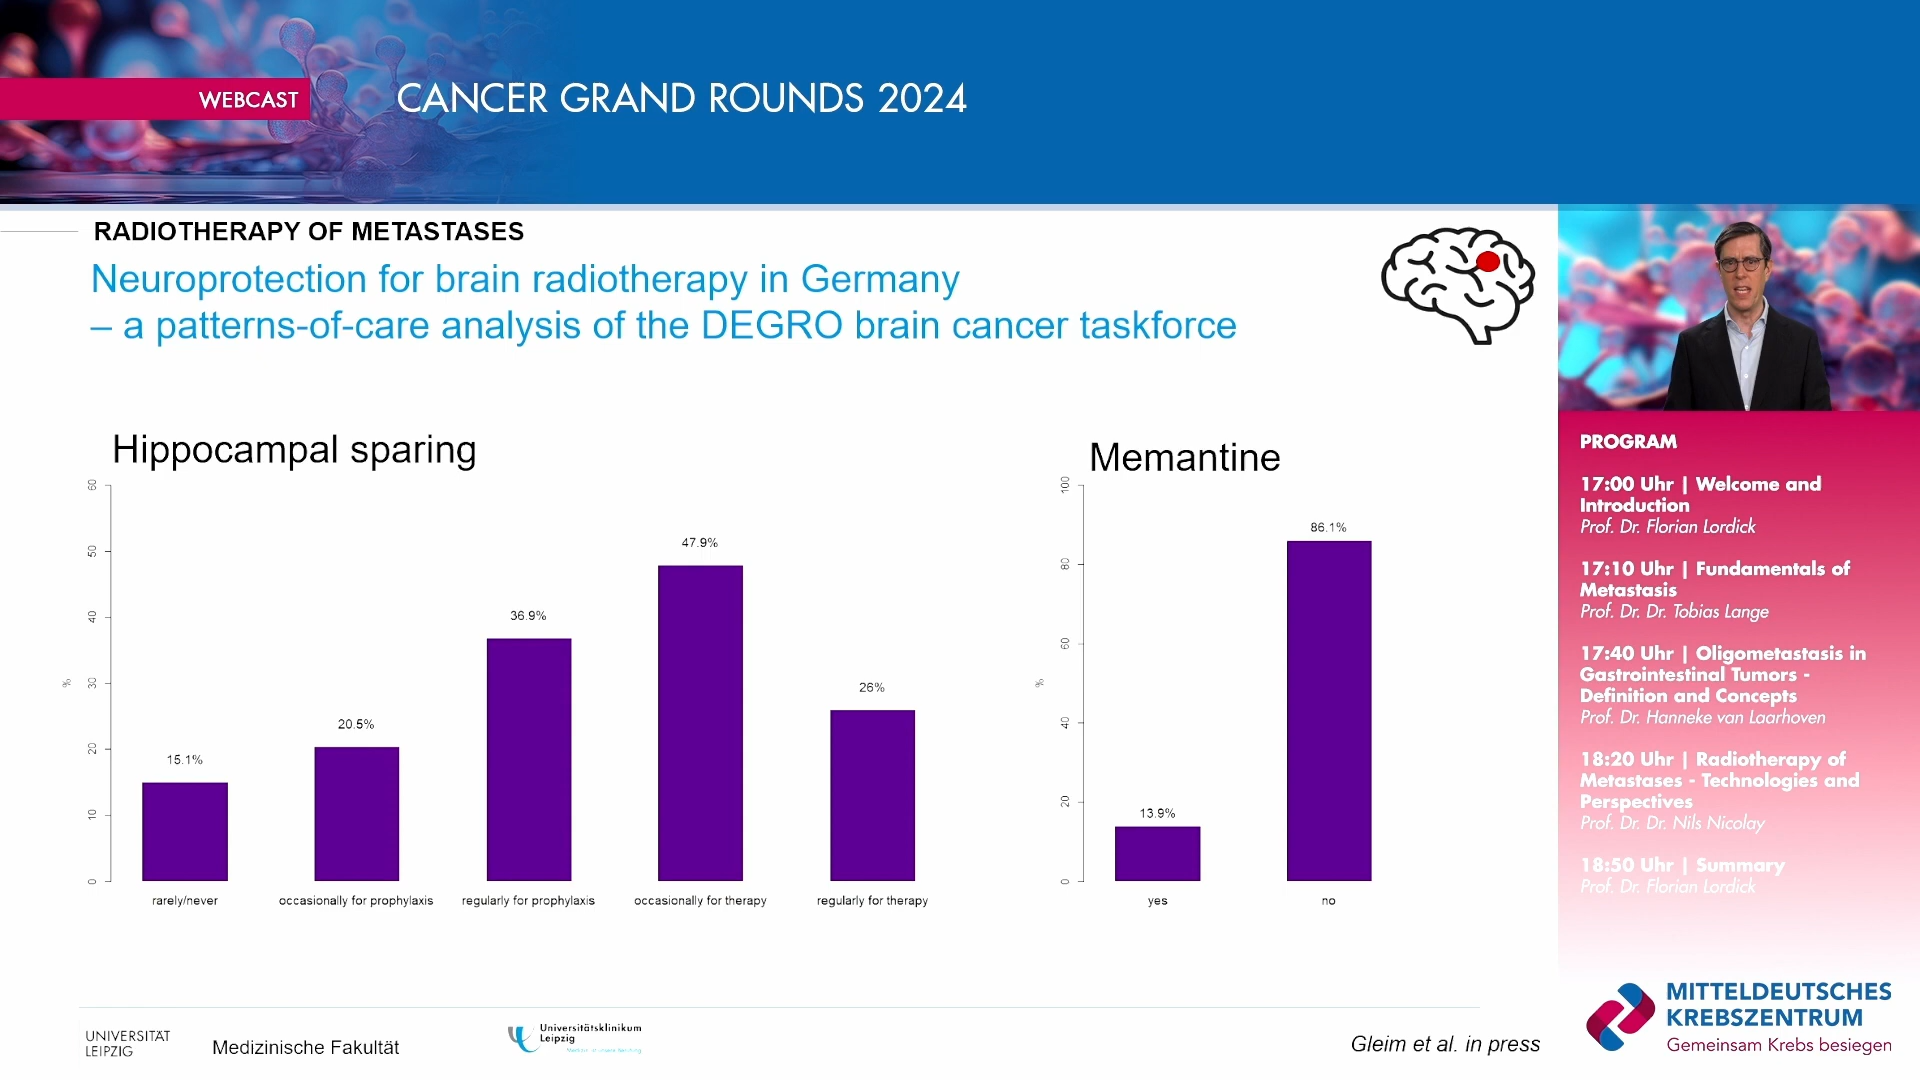 WEBCAST
CANCER GRAND ROUNDS 2024
RADIOTHERAPY OF METASTASES
Neuroprotection for brain radiotherapy in Germany
– a patterns-of-care analysis of the DEGRO brain cancer taskforce
Hippocampal sparing
60
50
40
30
20
10
0
%
15.1%
20.5%
36.9%
47.9%
26%
rarely/never
occasionally for prophylaxis
regularly for prophylaxis
occasionally for therapy
regularly for therapy
Memantine
100
80
60
40
20
0
%
13.9%
86.1%
yes
no
UNIVERSITÄT
LEIPZIG
Medizinische Fakultät
Universitätsklinikum
Leipzig
Gleim et al. in press
PROGRAM
17:00 Uhr | Welcome and
Introduction
Prof. Dr. Florian Lordick
17:10 Uhr | Fundamentals of
Metastasis
Prof. Dr. Dr. Tobias Lange
17:40 Uhr | Oligometastasis in
Gastrointestinal Tumors -
Definition and Concepts
Prof. Dr. Hanneke van Laarhoven
18:20 Uhr | Radiotherapy of
Metastases - Technologies and
Perspectives
Prof. Dr. Dr. Nils Nicolay
18:50 Uhr | Summary
Prof. Dr. Florian Lordick
MITTELDEUTSCHES
KREBSZENTRUM
Gemeinsam Krebs besiegen